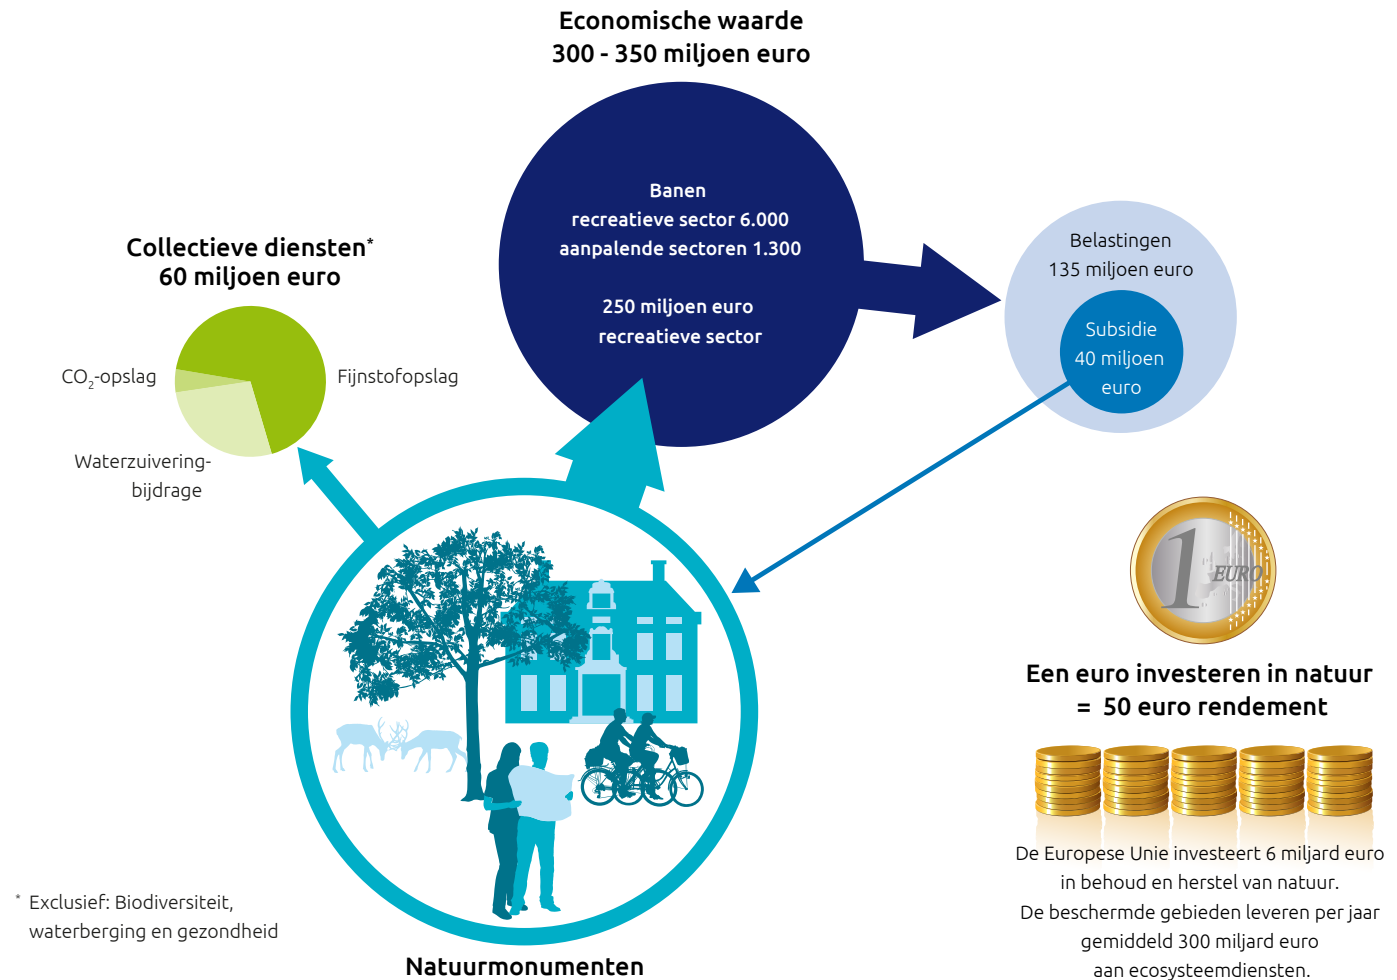 Economische waarde
300 - 350 miljoen euro
Banen
recreatieve sector 6.000
aanpalende sectoren 1.300
250 miljoen euro
recreatieve sector
Collectieve diensten*
60 miljoen euro
CO₂-opslag
Fijnstofopslag
Waterzuivering-
bijdrage
Belastingen
135 miljoen euro
Subsidie
40 miljoen
euro
1
EURO
Een euro investeren in natuur
= 50 euro rendement
De Europese Unie investeert 6 miljard euro
in behoud en herstel van natuur.
De beschermde gebieden leveren per jaar
gemiddeld 300 miljard euro
aan ecosysteemdiensten.
* Exclusief: Biodiversiteit,
waterberging en gezondheid
Natuurmonumenten